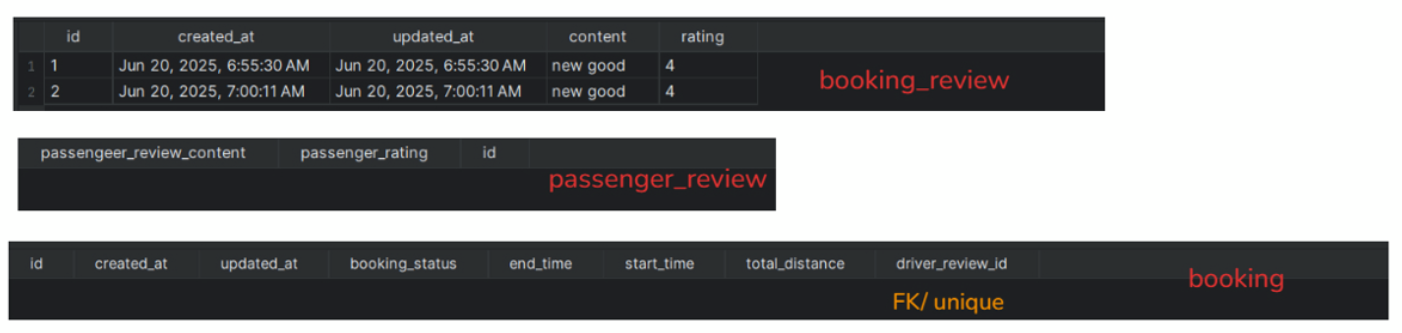 id created_at updated_at content rating
1 1 Jun 20, 2025, 6:55:30 AM Jun 20, 2025, 6:55:30 AM new good 4
2 2 Jun 20, 2025, 7:00:11 AM Jun 20, 2025, 7:00:11 AM new good 4
booking_review
passengeer_review_content passenger_rating id
passenger_review
id created_at updated_at booking_status end_time start_time total_distance driver_review_id
booking
FK/ unique